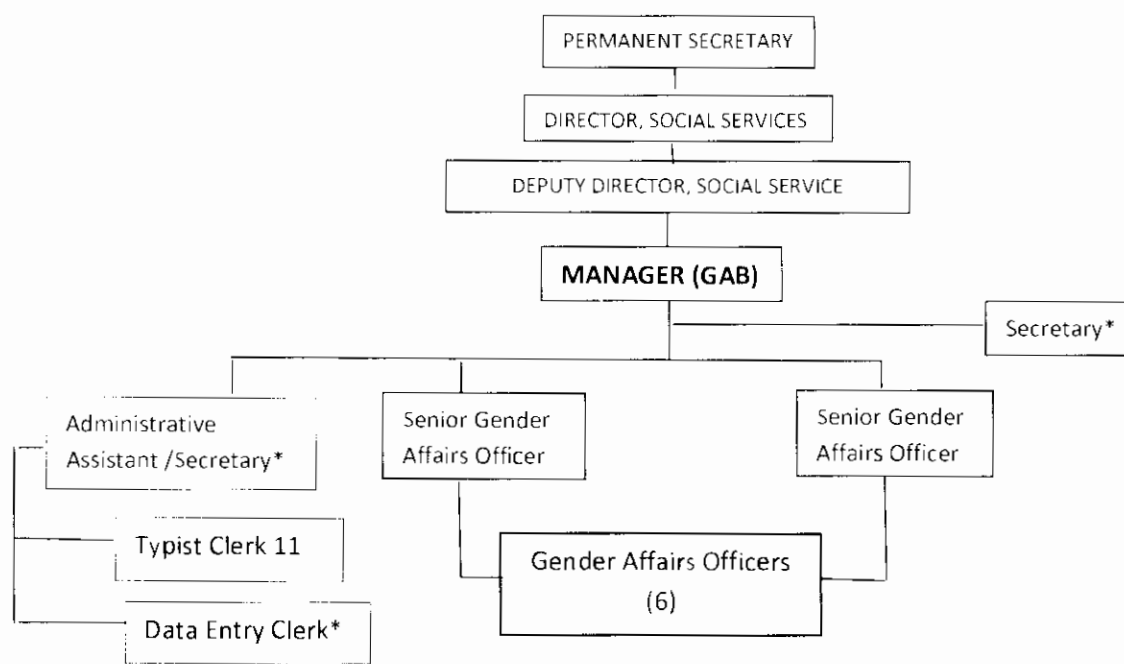 PERMANENT SECRETARY
DIRECTOR, SOCIAL SERVICES
DEPUTY DIRECTOR, SOCIAL SERVICE
MANAGER (GAB)
Secretary*
Administrative
Assistant /Secretary*
Senior Gender
Affairs Officer
Senior Gender
Affairs Officer
Typist Clerk 11
Data Entry Clerk*
Gender Affairs Officers
(6)